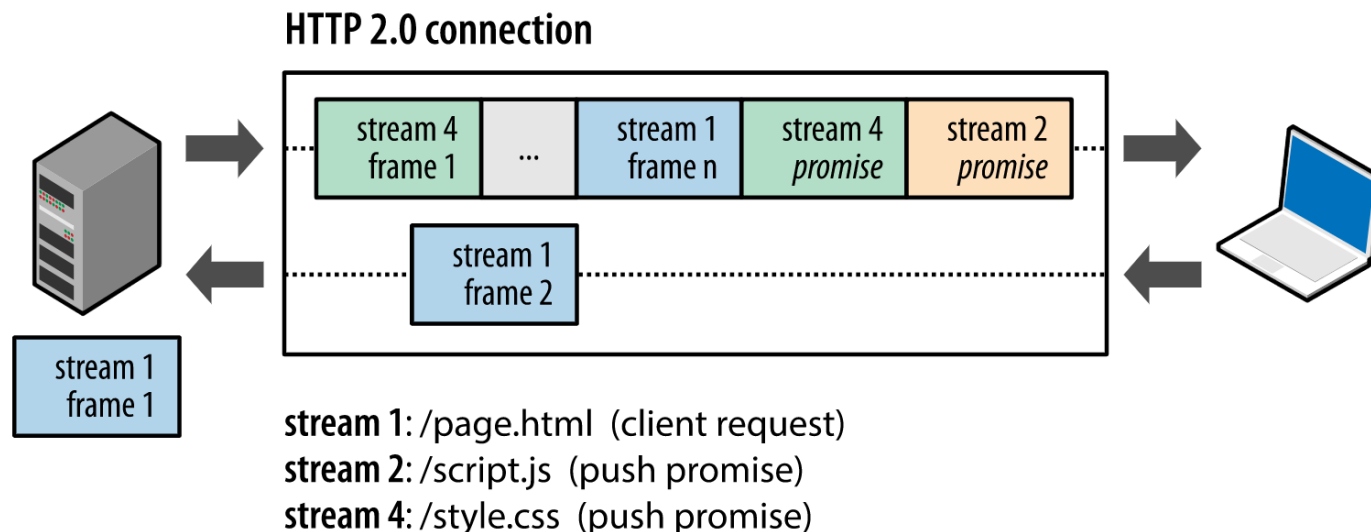 HTTP 2.0 connection
stream 4
frame 1
...
stream 1
frame n
stream 4
promise
stream 2
promise
stream 1
frame 2
stream 1
frame 1
stream 1: /page.html (client request)
stream 2: /script.js (push promise)
stream 4: /style.css (push promise)